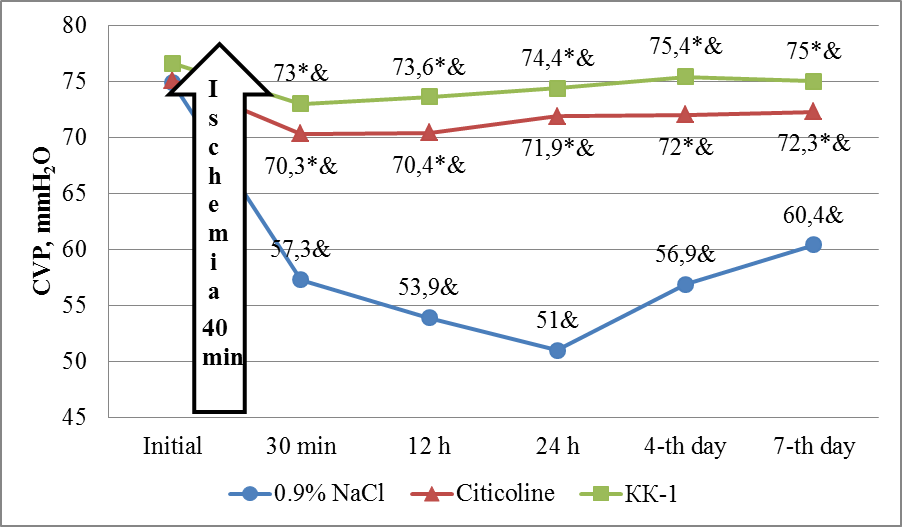 80
75
70
65
60
55
50
45
CVP, mmH₂O
Ischemia
40
min
73*&
73,6*&
74,4*&
75,4*&
75*&
70,3*&
70,4*&
71,9*&
72*&
72,3*&
57,3&
53,9&
51&
56,9&
60,4&
Initial
30 min
12 h
24 h
4-th day
7-th day
0.9% NaCl
Citicoline
КК-1